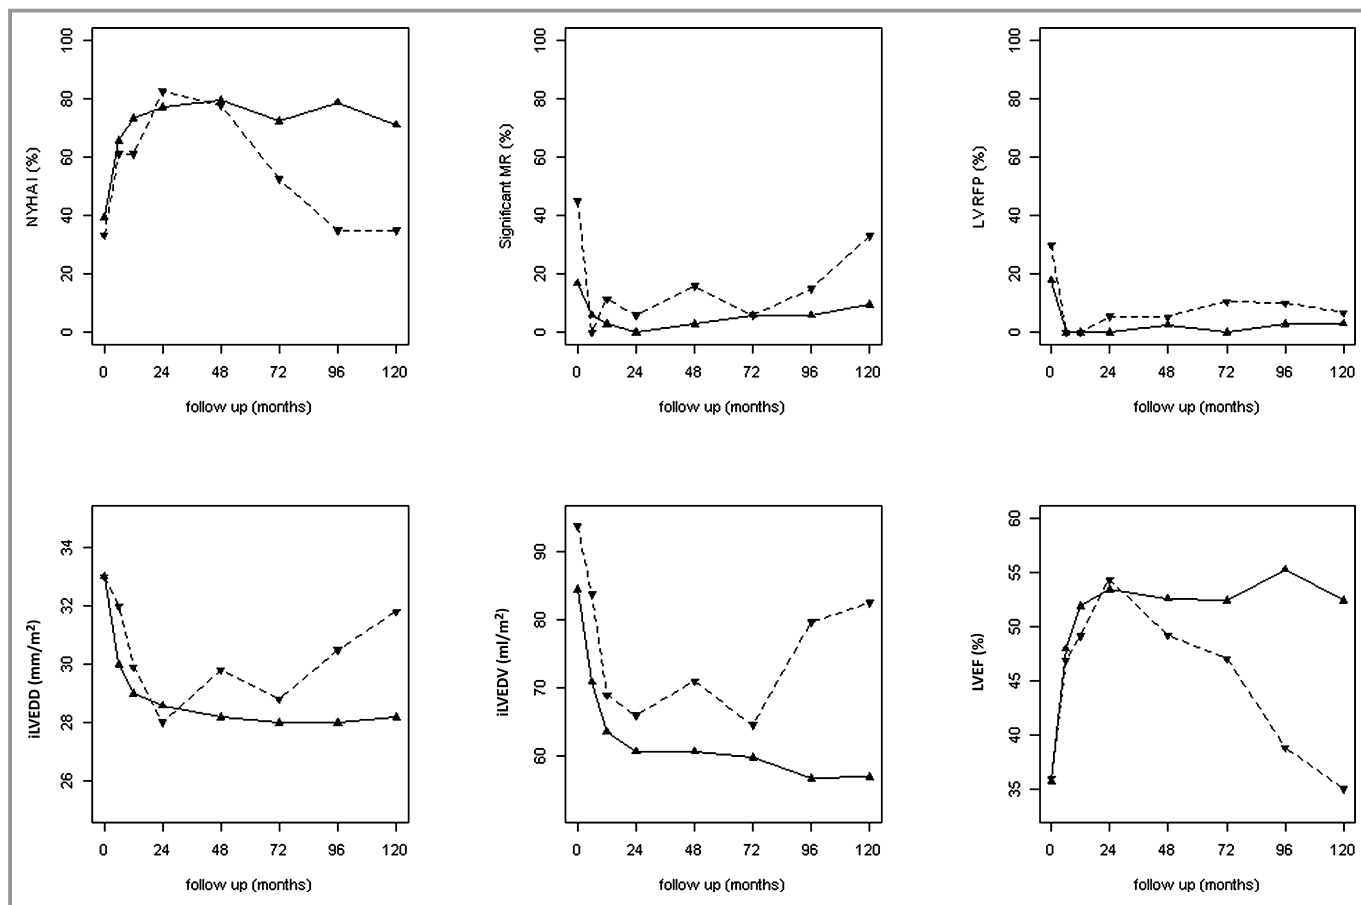 NYHA I (%)
100
80
60
40
20
0
0 24 48 72 96 120
follow up (months)
Significant MR (%)
100
80
60
40
20
0
0 24 48 72 96 120
follow up (months)
LV RFP (%)
100
80
60
40
20
0
0 24 48 72 96 120
follow up (months)
iLVEDD (mm/m²)
34
32
30
28
26
0 24 48 72 96 120
follow up (months)
iLVEDV (ml/m²)
90
80
70
60
0 24 48 72 96 120
follow up (months)
LVEF (%)
60
55
50
45
40
35
0 24 48 72 96 120
follow up (months)